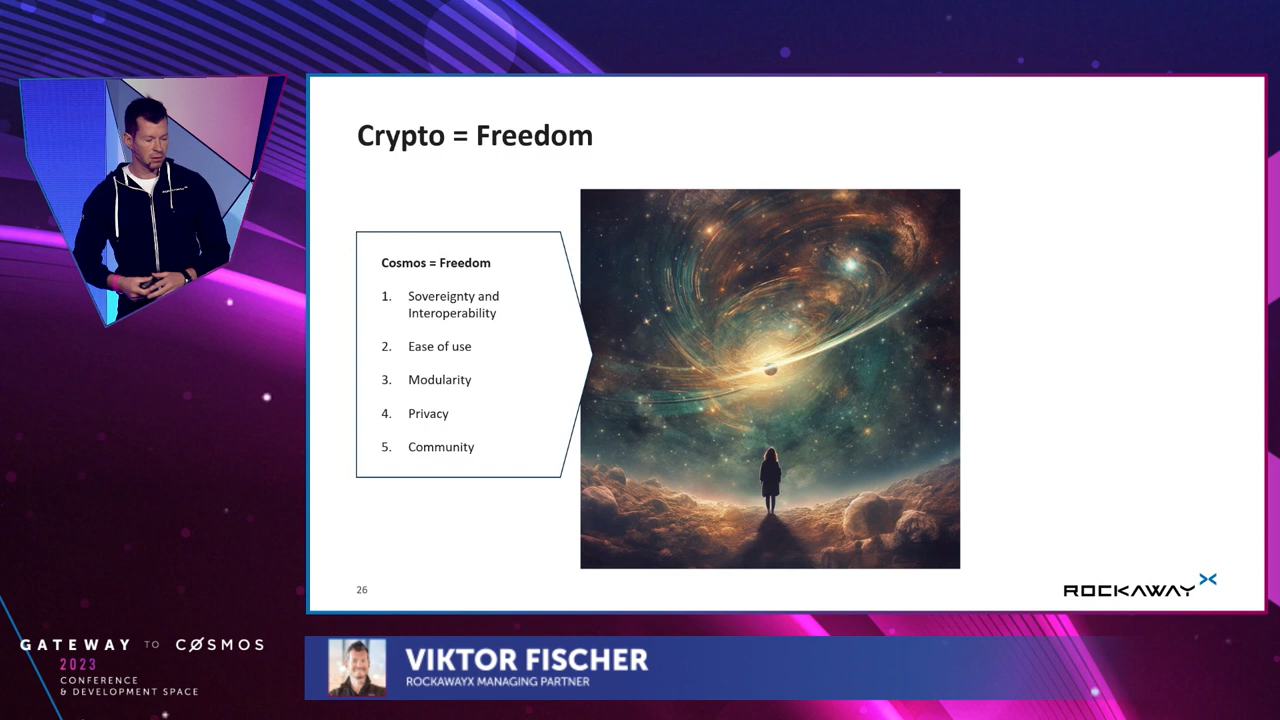 Crypto = Freedom
Cosmos = Freedom
1. Sovereignty and
Interoperability
2. Ease of use
3. Modularity
4. Privacy
5. Community
26
ROCKAWAY X
GATEWAY TO CØSMOS
2023
CONFERENCE
& DEVELOPMENT SPACE
VIKTOR FISCHER
ROCKAWAYX MANAGING PARTNER